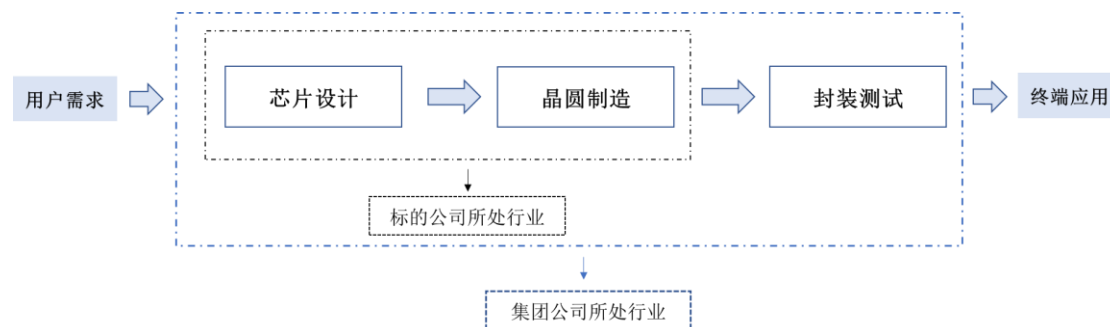 用户需求
芯片设计
晶圆制造
封装测试
终端应用
标的公司所处行业
集团公司所处行业